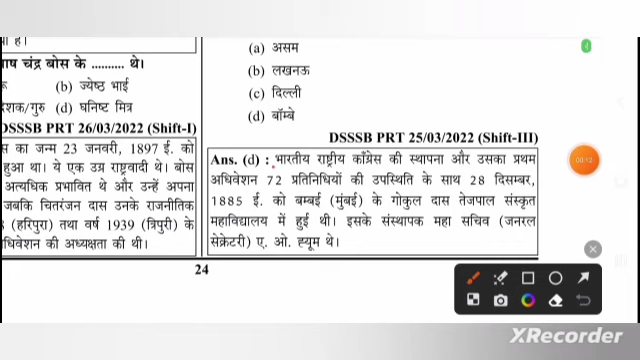 ाष चंद्र बोस के .......... थे।
(b) ज्येष्ठ भाई
(d) घनिष्ट मित्र
DSSSB PRT 26/03/2022 (Shift-I)
स का जन्म 23 जनवरी, 1897 ई. को
हुआ था। ये एक उग्र राष्ट्रवादी थे। बोस
अत्यधिक प्रभावित थे और उन्हें अपना
जबकि चितरंजन दास उनके राजनीतिक
(हरिपुरा) तथा वर्ष 1939 (त्रिपुरी) के
धिवेशन की अध्यक्षता की थी।
(a) असम
(b) लखनऊ
(c) दिल्ली
(d) बॉम्बे
DSSSB PRT 25/03/2022 (Shift-III)
Ans. (d) : भारतीय राष्ट्रीय काँग्रेस की स्थापना और उसका प्रथम
अधिवेशन 72 प्रतिनिधियों की उपस्थिति के साथ 28 दिसम्बर,
1885 ई. को बम्बई (मुंबई) के गोकुल दास तेजपाल संस्कृत
महाविद्यालय में हुई थी। इसके संस्थापक महा सचिव (जनरल
सेक्रेटरी) ए. ओ. ह्यूम थे।
24
00:12
XRecorder